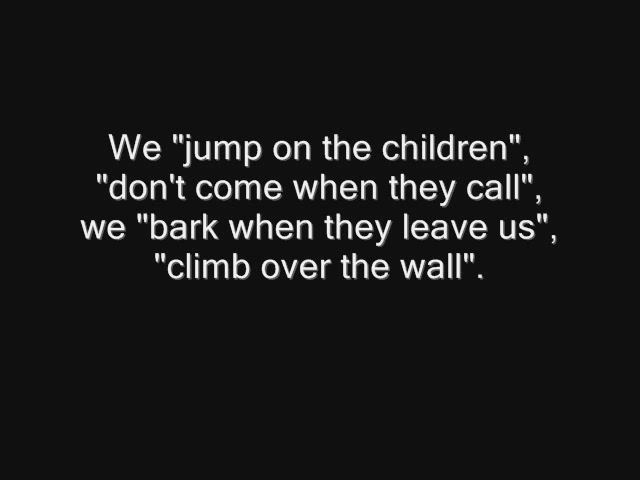 We "jump on the children",
"don't come when they call",
we "bark when they leave us",
"climb over the wall".